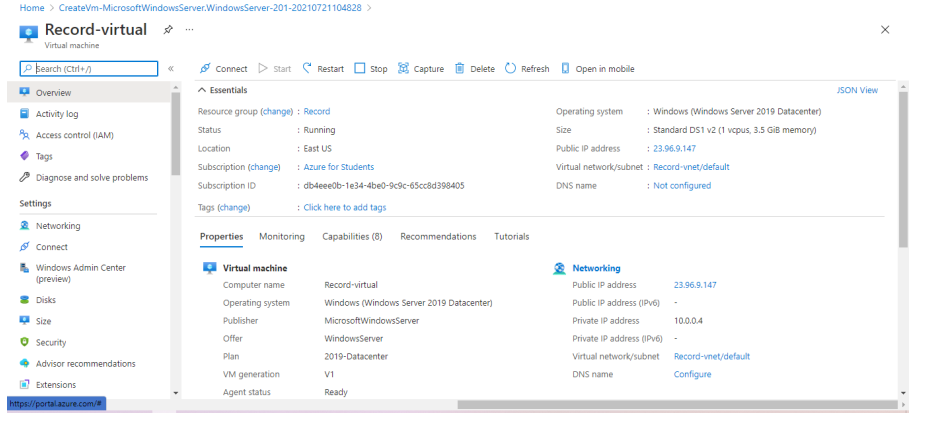 Home > CreateVm-MicrosoftWindowsServer.WindowsServer-201-20210721104828 >
Record-virtual
Virtual machine
Search (Ctrl+/)
Overview
Activity log
Access control (IAM)
Tags
Diagnose and solve problems
Settings
Networking
Connect
Windows Admin Center
(preview)
Disks
Size
Security
Advisor recommendations
Extensions
https://portal.azure.com/#
Connect Start Restart Stop Capture Delete Refresh Open in mobile
Essentials JSON View
Resource group (change) : Record
Status : Running
Location : East US
Subscription (change) : Azure for Students
Subscription ID : db4eee0b-1e34-4be0-9c9c-65cc8d398405
Tags (change) : Click here to add tags
Operating system : Windows (Windows Server 2019 Datacenter)
Size : Standard DS1 v2 (1 vcpus, 3.5 GiB memory)
Public IP address : 23.96.9.147
Virtual network/subnet : Record-vnet/default
DNS name : Not configured
Properties Monitoring Capabilities (8) Recommendations Tutorials
Virtual machine
Computer name Record-virtual
Operating system Windows (Windows Server 2019 Datacenter)
Publisher MicrosoftWindowsServer
Offer WindowsServer
Plan 2019-Datacenter
VM generation V1
Agent status Ready
Networking
Public IP address 23.96.9.147
Public IP address (IPv6) -
Private IP address 10.0.0.4
Private IP address (IPv6) -
Virtual network/subnet Record-vnet/default
DNS name Configure